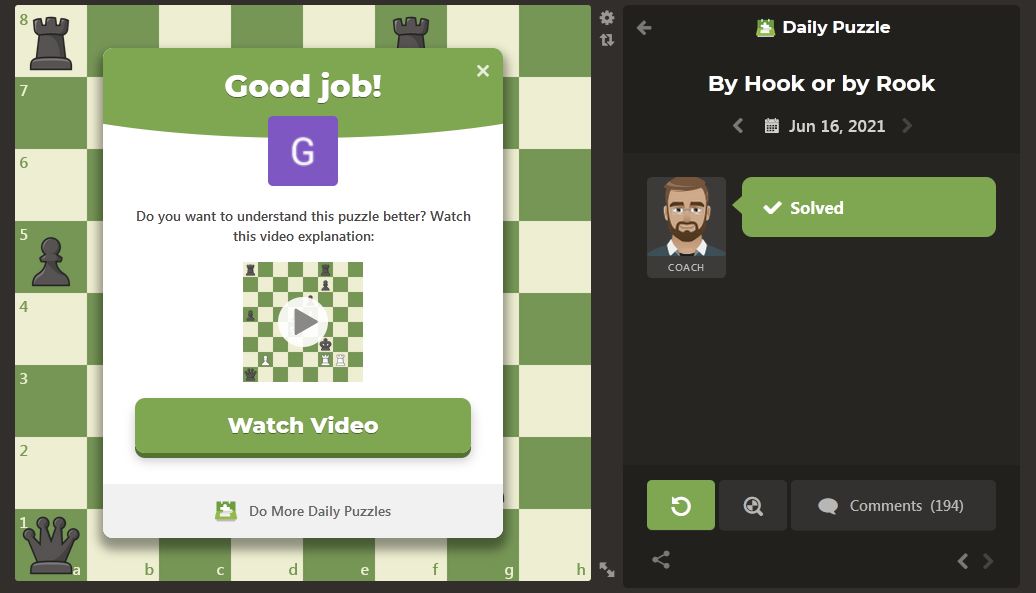 8
7
6
5
4
3
2
1
a b c d e f g h
Good job!
G
Do you want to understand this puzzle better? Watch
this video explanation:
Watch Video
Do More Daily Puzzles
Daily Puzzle
By Hook or by Rook
Jun 16, 2021
Solved
COACH
Comments (194)